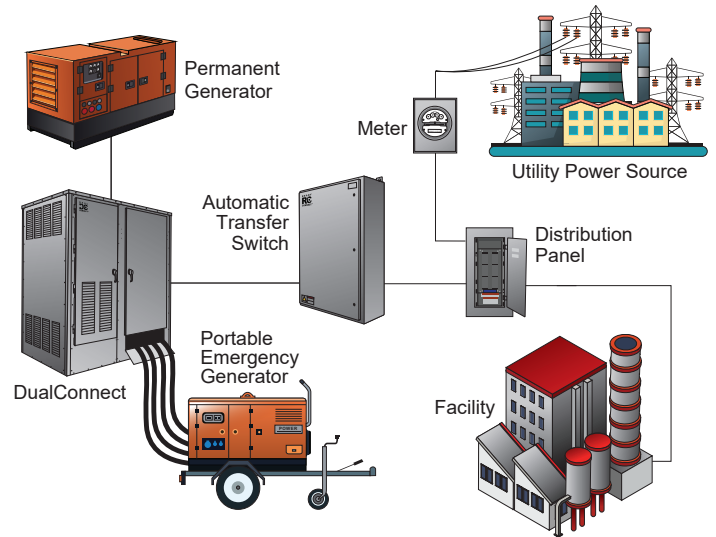 Permanent
Generator
Meter
Utility Power Source
Automatic
Transfer
Switch
Distribution
Panel
DualConnect
Portable
Emergency
Generator
POWER
Facility